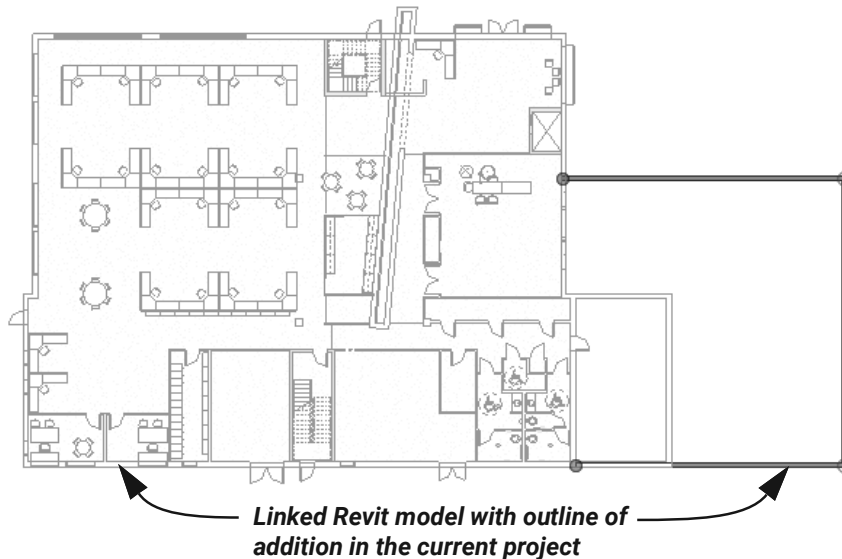 Linked Revit model with outline of
addition in the current project